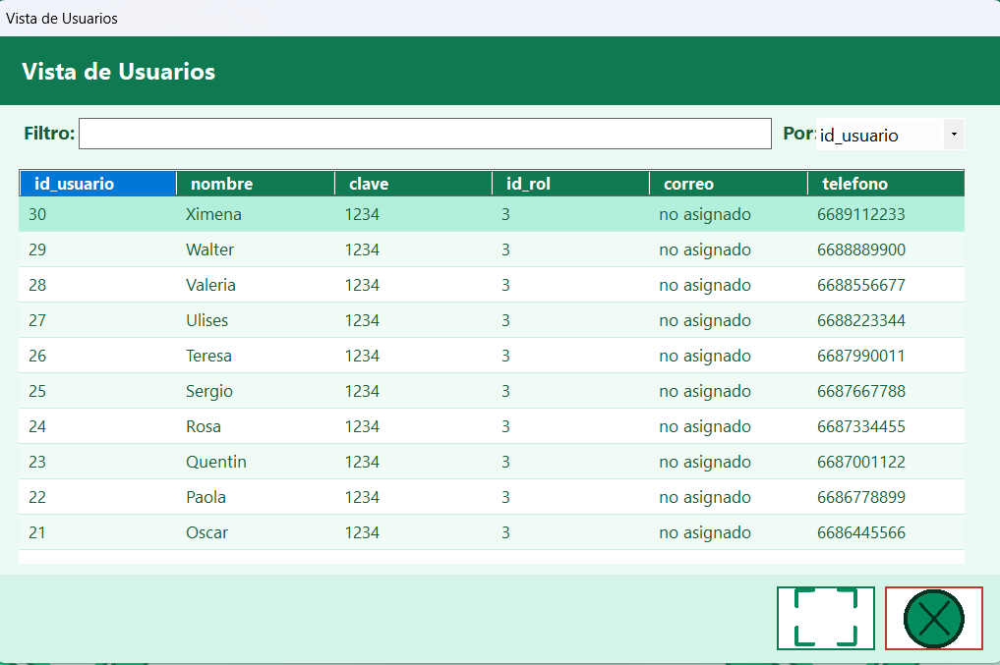 Vista de Usuarios
Vista de Usuarios
Filtro: Por: id_usuario
id_usuario nombre clave id_rol correo telefono
30 Ximena 1234 3 no asignado 6689112233
29 Walter 1234 3 no asignado 6688889900
28 Valeria 1234 3 no asignado 6688556677
27 Ulises 1234 3 no asignado 6688223344
26 Teresa 1234 3 no asignado 6687990011
25 Sergio 1234 3 no asignado 6687667788
24 Rosa 1234 3 no asignado 6687334455
23 Quentin 1234 3 no asignado 6687001122
22 Paola 1234 3 no asignado 6686778899
21 Oscar 1234 3 no asignado 6686445566